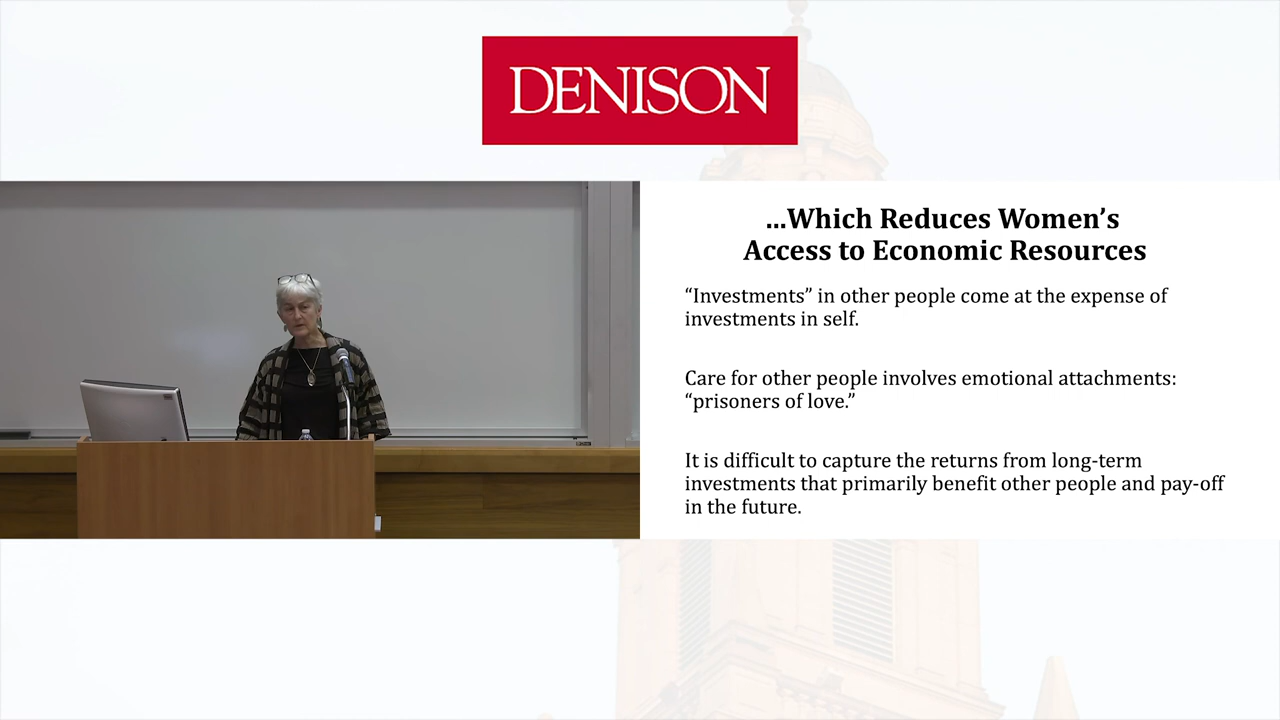 DENISON
...Which Reduces Women’s
Access to Economic Resources
“Investments” in other people come at the expense of
investments in self.
Care for other people involves emotional attachments:
“prisoners of love.”
It is difficult to capture the returns from long-term
investments that primarily benefit other people and pay-off
in the future.